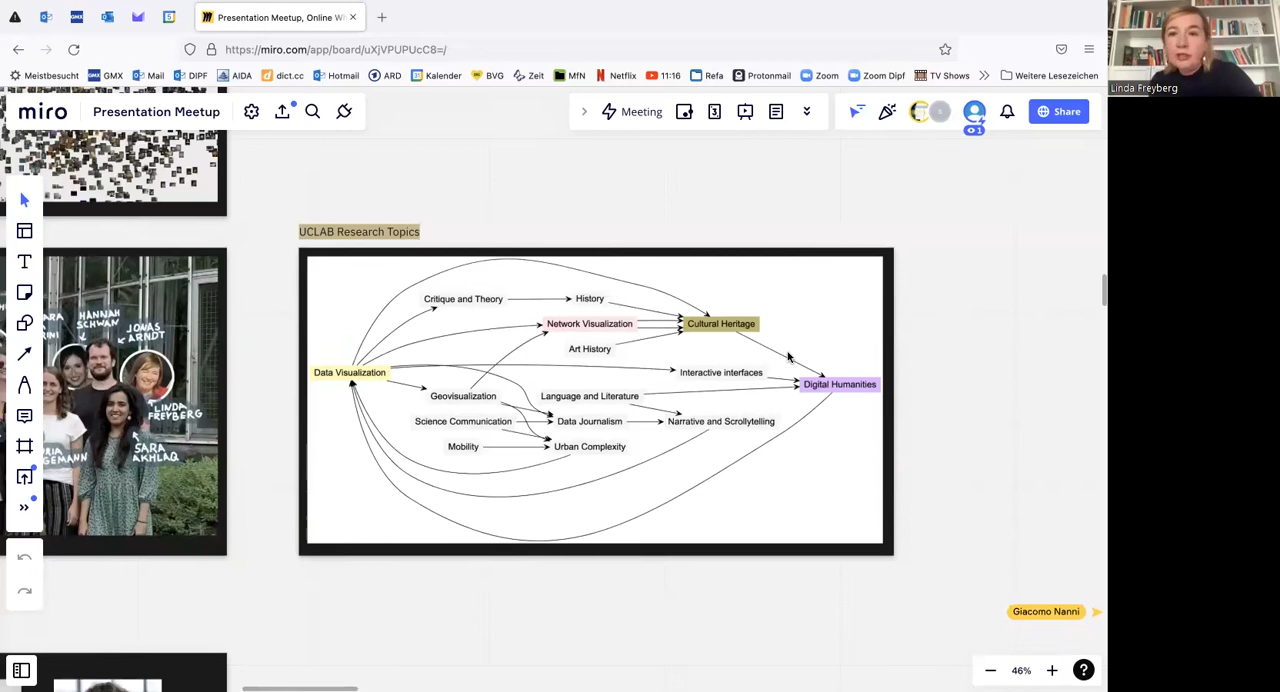 Presentation Meetup, Online Wh
https://miro.com/app/board/uXjVPUPUcC8=/
Meistbesucht
GMX
Mail
DIPF
AIDA
dict.cc
Hotmail
ARD
Kalender
BVG
Zeit
MfN
Netflix
11:16
Refa
Protonmail
Zoom
Zoom Dipf
TV Shows
Weitere Lesezeichen
Linda Freyberg
miro
Presentation Meetup
Meeting
3
1
Share
UCLAB Research Topics
HANNAH
SCHWAN
JONAS
ARNDT
LINDA
FREYBERG
SARA
AKHLAQ
GEMANN
Critique and Theory
History
Network Visualization
Cultural Heritage
Art History
Data Visualization
Interactive interfaces
Digital Humanities
Geovisualization
Language and Literature
Science Communication
Data Journalism
Narrative and Scrollytelling
Mobility
Urban Complexity
Giacomo Nanni
46%